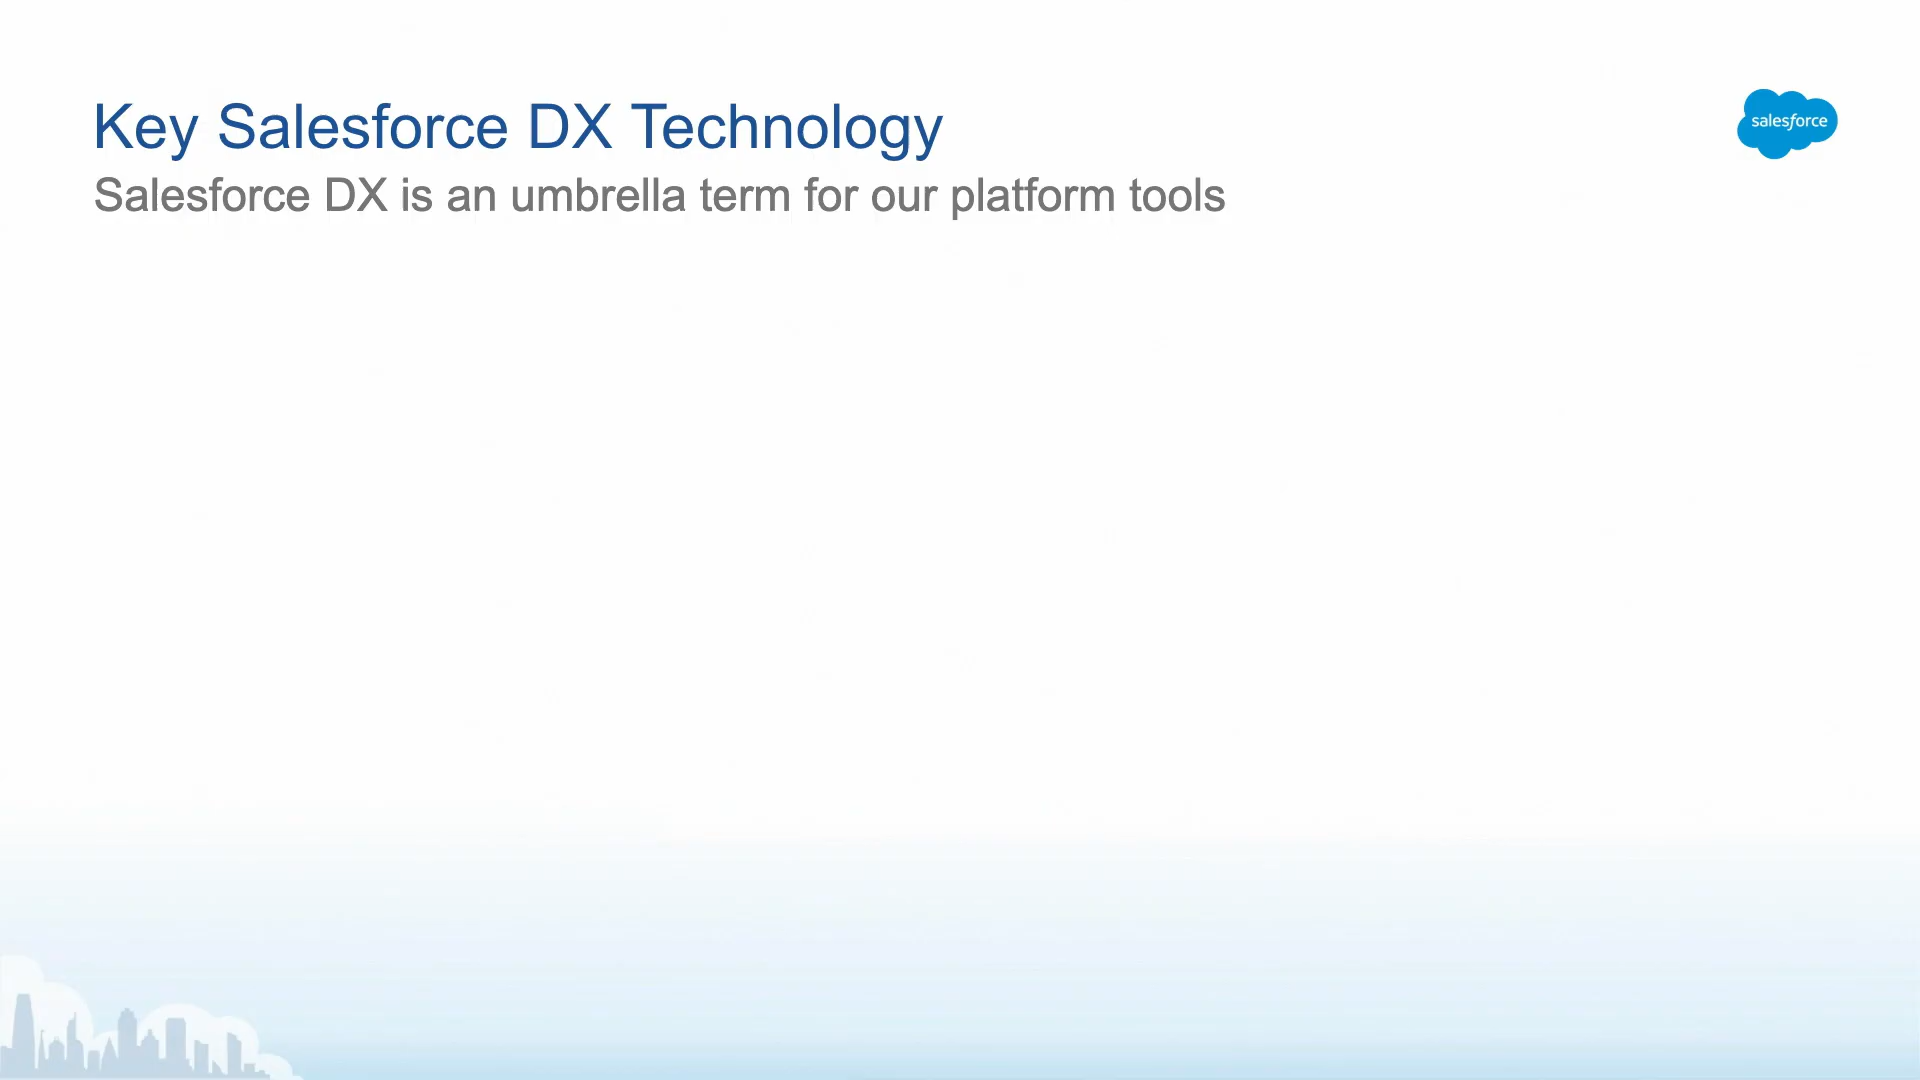 Key Salesforce DX Technology
salesforce
Salesforce DX is an umbrella term for our platform tools